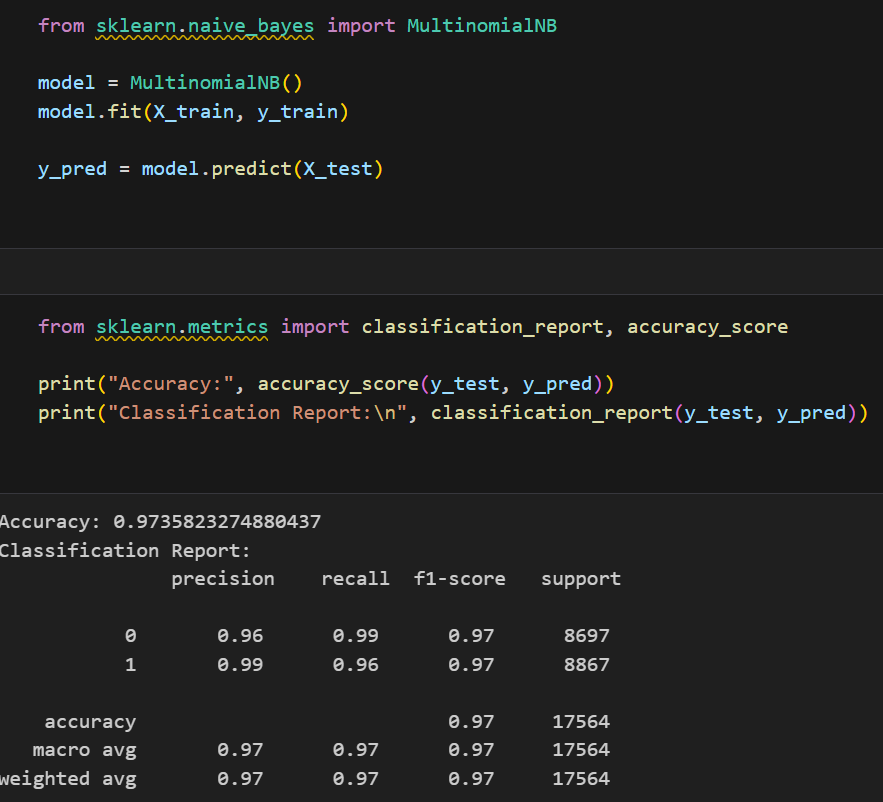 from sklearn.naive_bayes import MultinomialNB
model = MultinomialNB()
model.fit(X_train, y_train)
y_pred = model.predict(X_test)
from sklearn.metrics import classification_report, accuracy_score
print("Accuracy:", accuracy_score(y_test, y_pred))
print("Classification Report:\n", classification_report(y_test, y_pred))
Accuracy: 0.9735823274880437
Classification Report:
precision recall f1-score support
0 0.96 0.99 0.97 8697
1 0.99 0.96 0.97 8867
accuracy 0.97 17564
macro avg 0.97 0.97 0.97 17564
weighted avg 0.97 0.97 0.97 17564